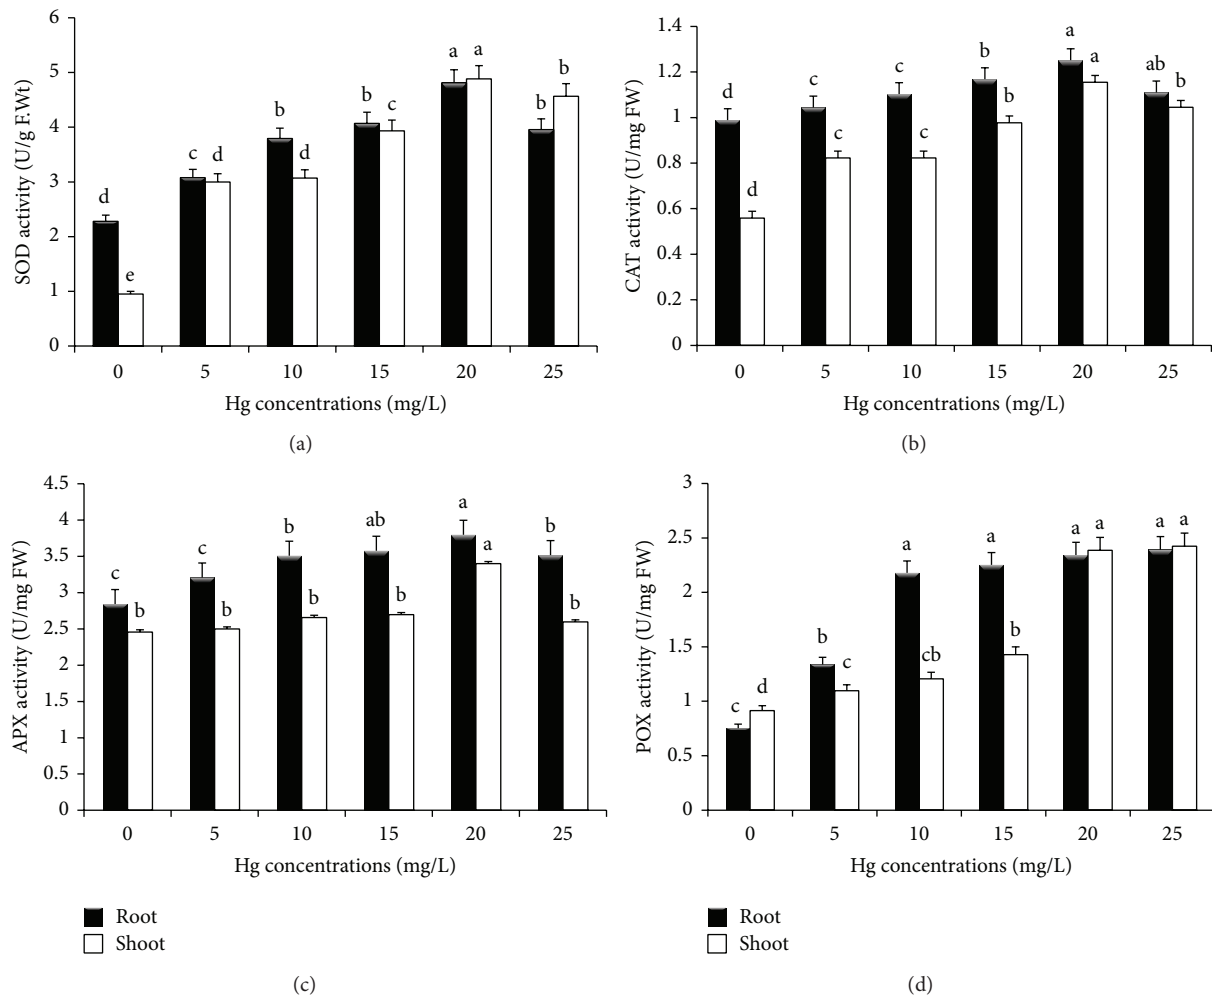 SOD activity (U/g F.Wt)
6
5
4
3
2
1
0
d
e
c
d
b
d
b
c
a
a
b
b
0 5 10 15 20 25
Hg concentrations (mg/L)
(a)
CAT activity (U/mg FW)
1.4
1.2
1
0.8
0.6
0.4
0.2
0
d
d
c
c
c
c
b
b
a
a
ab
b
0 5 10 15 20 25
Hg concentrations (mg/L)
(b)
APX activity (U/mg FW)
4.5
4
3.5
3
2.5
2
1.5
1
0.5
0
c
b
c
b
b
b
ab
b
a
a
b
b
0 5 10 15 20 25
Hg concentrations (mg/L)
Root
Shoot
(c)
POX activity (U/mg FW)
3
2.5
2
1.5
1
0.5
0
c
d
b
c
a
cb
a
b
a
a
a
a
0 5 10 15 20 25
Hg concentrations (mg/L)
Root
Shoot
(d)